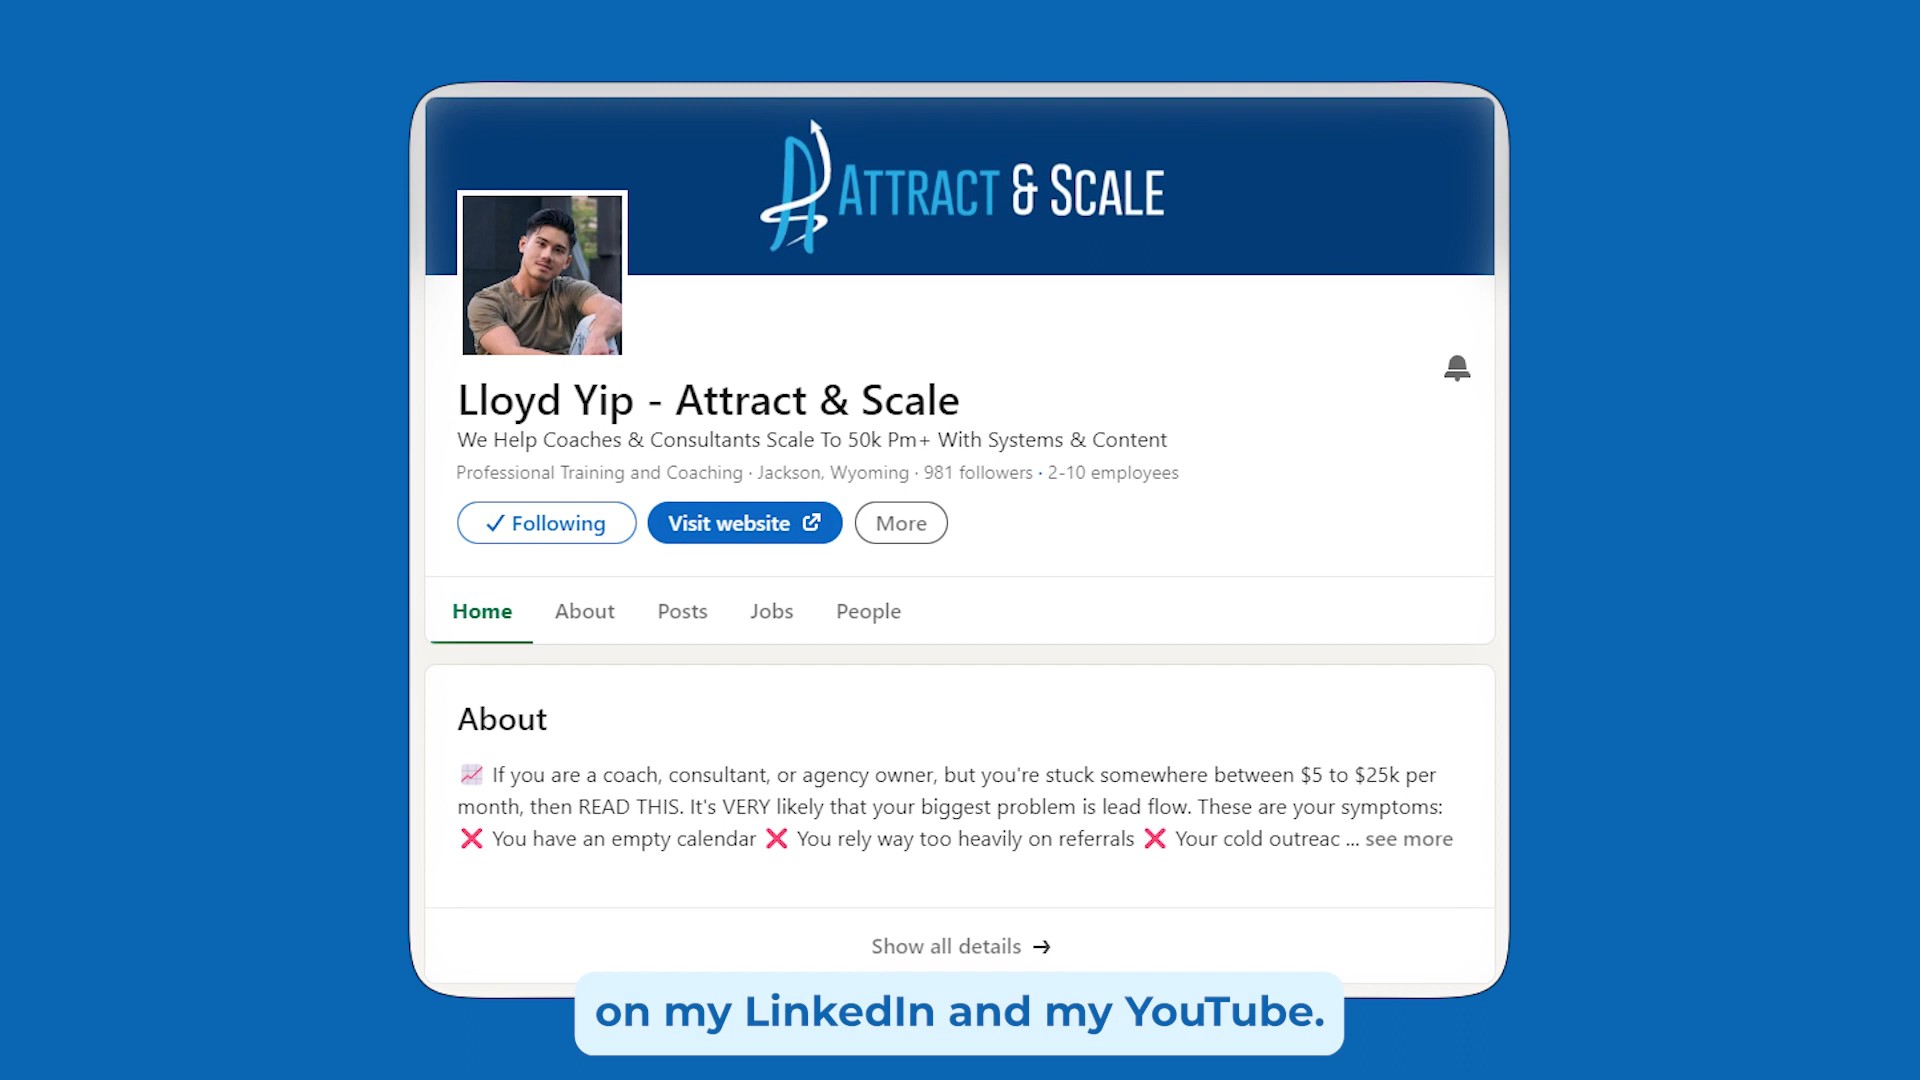 ATTRACT & SCALE
Lloyd Yip - Attract & Scale
We Help Coaches & Consultants Scale To 50k Pm+ With Systems & Content
Professional Training and Coaching · Jackson, Wyoming · 981 followers · 2-10 employees
✓ Following
Visit website
More
Home About Posts Jobs People
About
📈 If you are a coach, consultant, or agency owner, but you're stuck somewhere between $5 to $25k per
month, then READ THIS. It's VERY likely that your biggest problem is lead flow. These are your symptoms:
❌ You have an empty calendar ❌ You rely way too heavily on referrals ❌ Your cold outreac ... see more
Show all details →
on my LinkedIn and my YouTube.